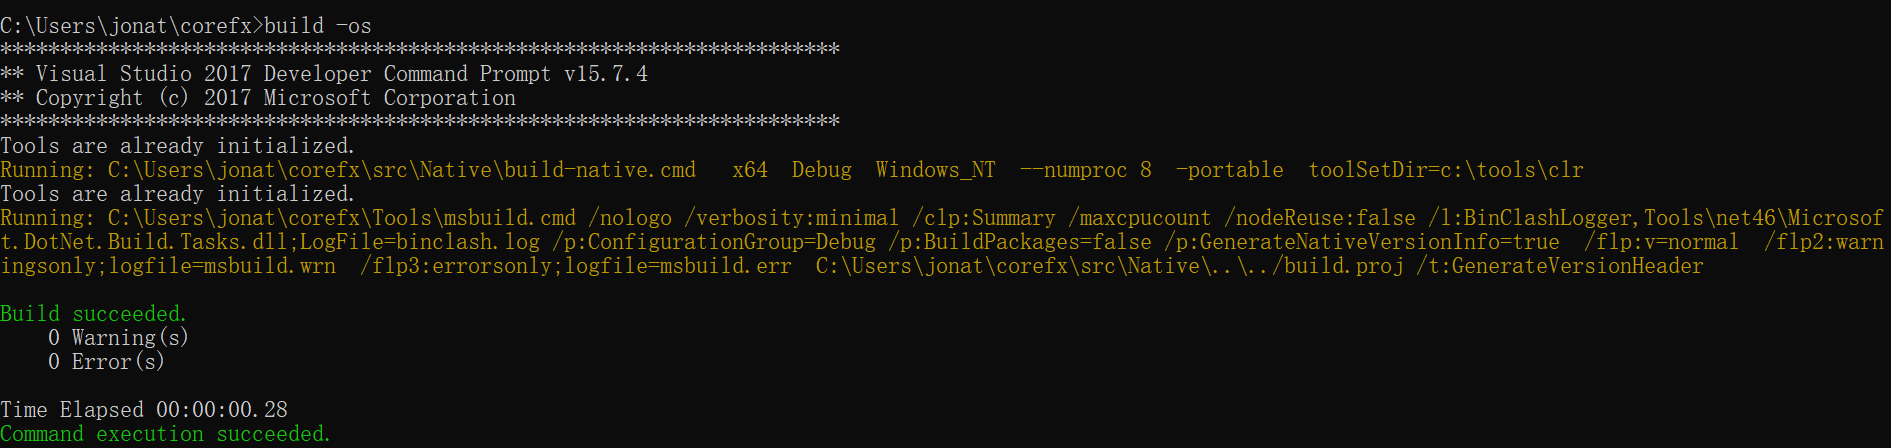 C:\Users\jonat\corefx>build -os
**********************************************************************
** Visual Studio 2017 Developer Command Prompt v15.7.4
** Copyright (c) 2017 Microsoft Corporation
**********************************************************************
Tools are already initialized.
Running: C:\Users\jonat\corefx\src\Native\build-native.cmd   x64  Debug  Windows_NT  --numproc 8  -portable  toolSetDir=c:\tools\clr
Tools are already initialized.
Running: C:\Users\jonat\corefx\Tools\msbuild.cmd /nologo /verbosity:minimal /clp:Summary /maxcpucount /nodeReuse:false /l:BinClashLogger,Tools\net46\Microsof
t.DotNet.Build.Tasks.dll;LogFile=binclash.log /p:ConfigurationGroup=Debug /p:BuildPackages=false /p:GenerateNativeVersionInfo=true  /flp:v=normal  /flp2:warn
ingsonly;logfile=msbuild.wrn  /flp3:errorsonly;logfile=msbuild.err  C:\Users\jonat\corefx\src\Native\..\../build.proj /t:GenerateVersionHeader
Build succeeded.
    0 Warning(s)
    0 Error(s)
Time Elapsed 00:00:00.28
Command execution succeeded.